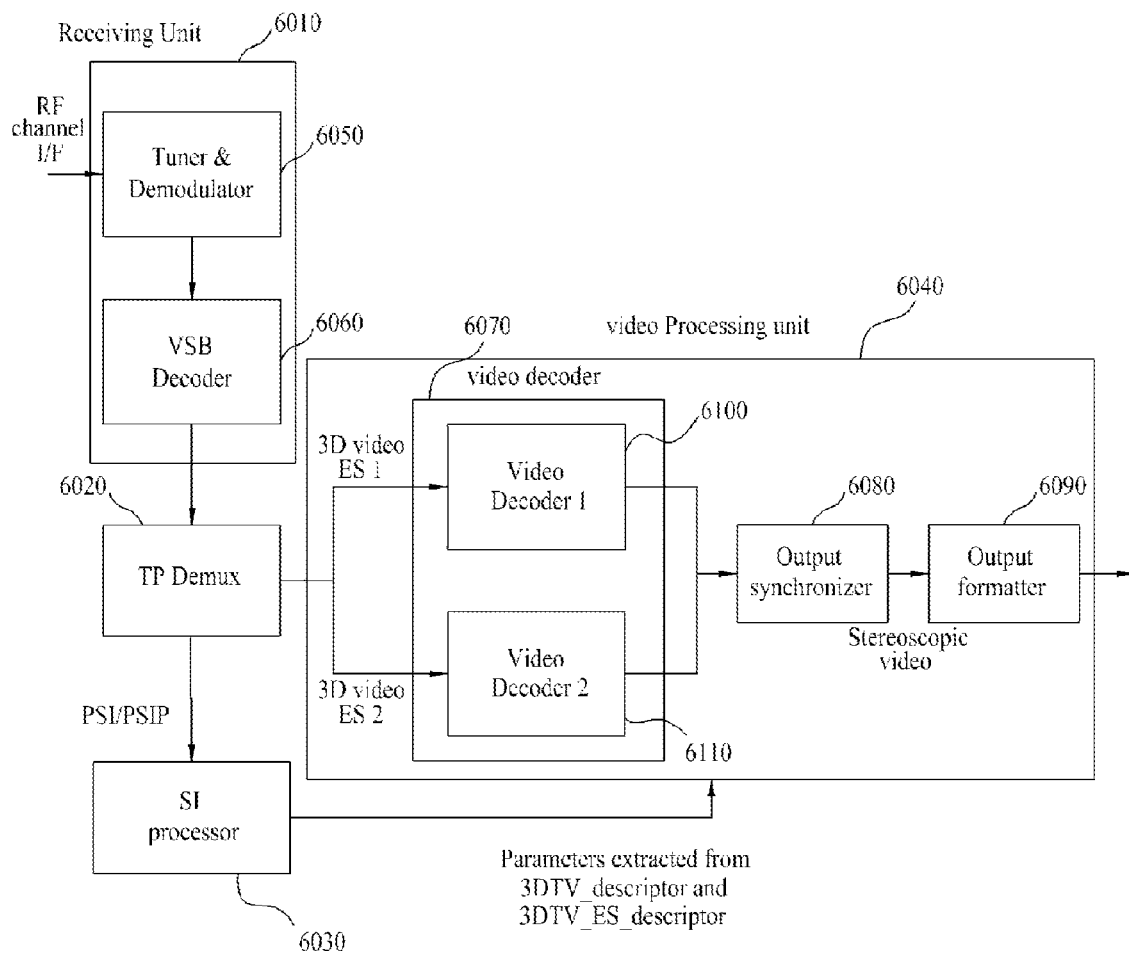 Receiving Unit
6010
RF
channel
I/F
Tuner &
Demodulator
6050
VSB
Decoder
6060
6040
video Processing unit
6070
video decoder
6100
3D video
ES 1
Video
Decoder 1
6020
TP Demux
6080
Output
synchronizer
6090
Output
formatter
Stereoscopic
video
3D video
ES 2
Video
Decoder 2
6110
PSI/PSIP
SI
processor
6030
Parameters extracted from
3DTV_descriptor and
3DTV_ES_descriptor